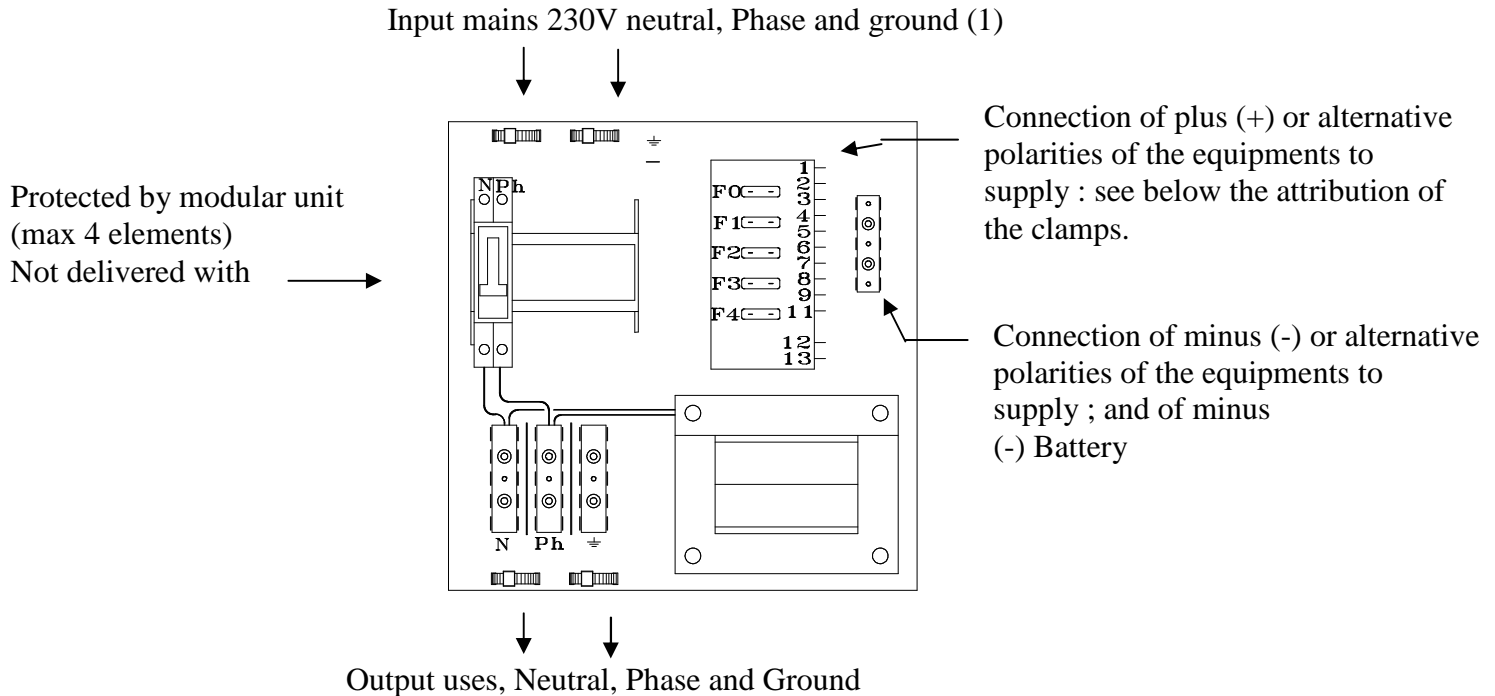 Input mains 230V neutral, Phase and ground (1)
Connection of plus (+) or alternative
polarities of the equipments to
supply : see below the attribution of
the clamps.
Protected by modular unit
(max 4 elements)
Not delivered with
N Ph
F0
F1
F2
F3
F4
1
2
3
4
5
6
7
8
9
11
12
13
Connection of minus (-) or alternative
polarities of the equipments to
supply ; and of minus
(-) Battery
N Ph
Output uses, Neutral, Phase and Ground